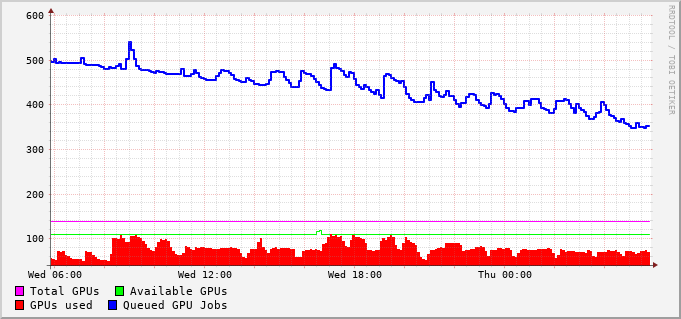 600
500
400
300
200
100
Wed 06:00 Wed 12:00 Wed 18:00 Thu 00:00
Total GPUs Available GPUs
GPUs used Queued GPU Jobs
RRDTOOL / TOBI OETIKER